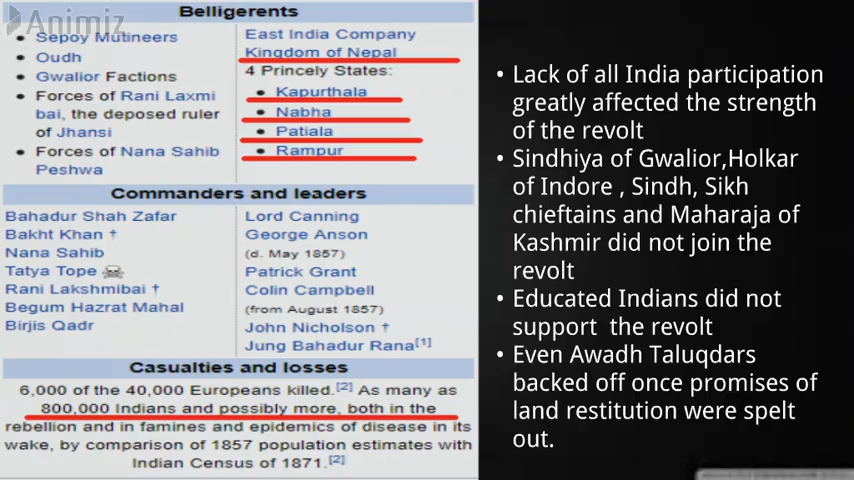 Animiz
Belligerents
Sepoy Mutineers
Oudh
Gwalior Factions
Forces of Rani Laxmi
bai, the deposed ruler
of Jhansi
Forces of Nana Sahib
Peshwa
East India Company
Kingdom of Nepal
4 Princely States:
Kapurthala
Nabha
Patiala
Rampur
Commanders and leaders
Bahadur Shah Zafar
Bakht Khan †
Nana Sahib
Tatya Tope ☠
Rani Lakshmibai †
Begum Hazrat Mahal
Birjis Qadr
Lord Canning
George Anson
(d. May 1857)
Patrick Grant
Colin Campbell
(from August 1857)
John Nicholson †
Jung Bahadur Rana[1]
Casualties and losses
6,000 of the 40,000 Europeans killed.[2] As many as
800,000 Indians and possibly more, both in the
rebellion and in famines and epidemics of disease in its
wake, by comparison of 1857 population estimates with
Indian Census of 1871.[2]
• Lack of all India participation
greatly affected the strength
of the revolt
• Sindhiya of Gwalior,Holkar
of Indore , Sindh, Sikh
chieftains and Maharaja of
Kashmir did not join the
revolt
• Educated Indians did not
support the revolt
• Even Awadh Taluqdars
backed off once promises of
land restitution were spelt
out.